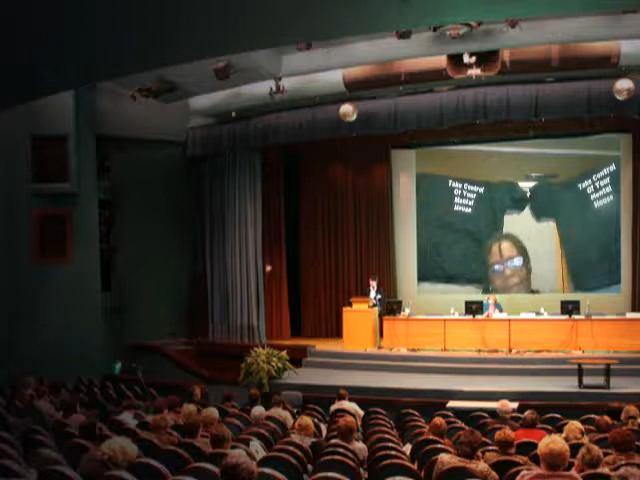 Take Control
Of Your
Mental
House
Take Control
Of Your
Mental
House